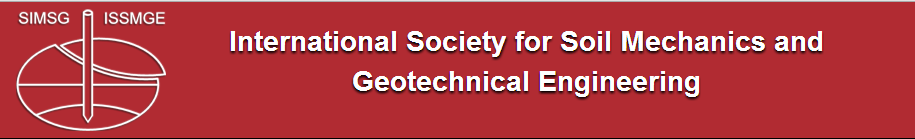 SIMSG ISSMGE
International Society for Soil Mechanics and
Geotechnical Engineering